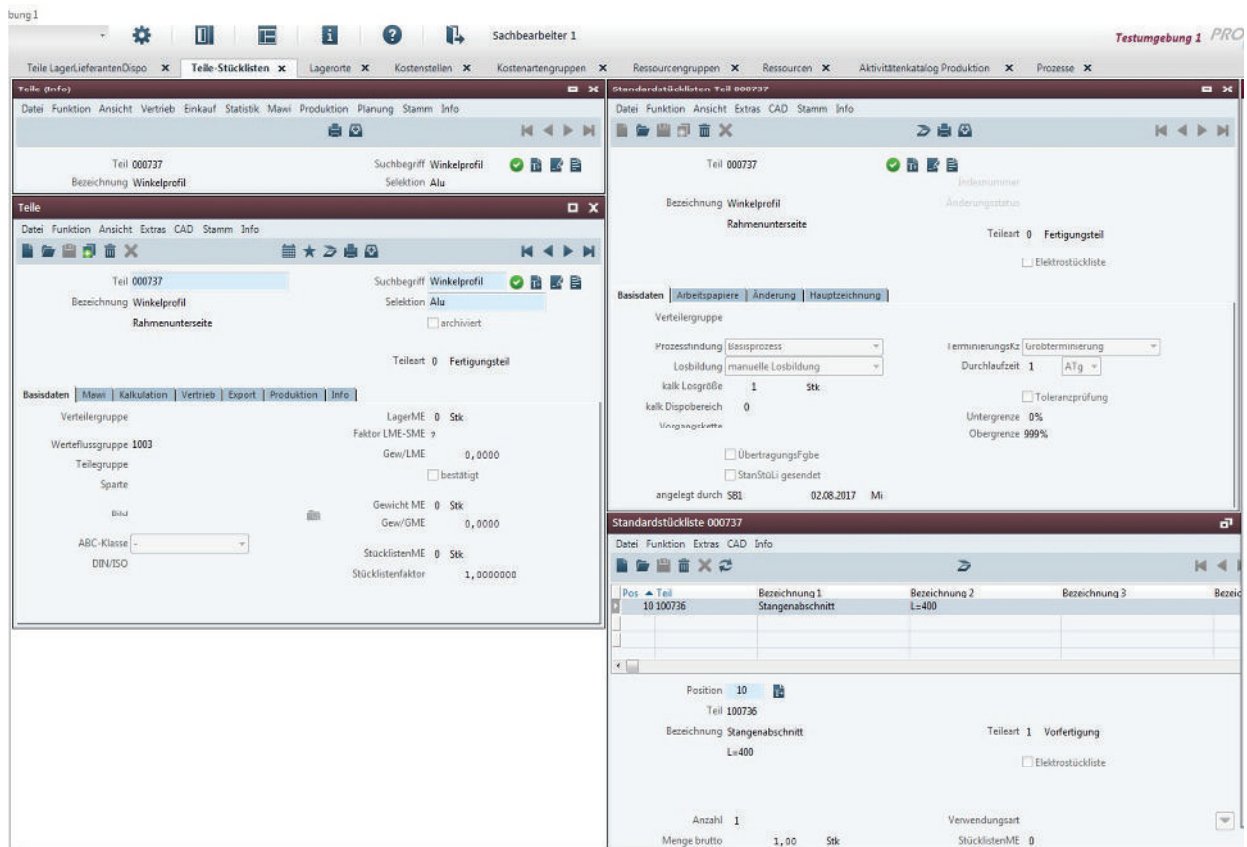 bung 1
Sachbearbeiter 1
Testumgebung 1 PRO
Teile LagerLieferantenDispo x Teile-Stücklisten x Lagerorte x Kostenstellen x Kostenartengruppen x Ressourcengruppen x Ressourcen x Aktivitätenkatalog Produktion x Prozesse x
Teile (Info)
Datei Funktion Ansicht Vertrieb Einkauf Statistik Mawi Produktion Planung Stamm Info
Teil 000737 Suchbegriff Winkelprofil
Bezeichnung Winkelprofil Selektion Alu
Teile
Datei Funktion Ansicht Extras CAD Stamm Info
Teil 000737 Suchbegriff Winkelprofil
Bezeichnung Winkelprofil Selektion Alu
Rahmenunterseite archiviert
Teileart 0 Fertigungsteil
Basisdaten Mawi Kalkulation Vertrieb Export Produktion Info
Verteilergruppe LagerME 0 Stk
Faktor LME-SME ?
Werteflussgruppe 1003
Gew/LME 0,0000
Teilegruppe
bestätigt
Sparte
Gewicht ME 0 Stk
Bild
Gew/GME 0,0000
ABC-Klasse -
StücklistenME 0 Stk
DIN/ISO
Stücklistenfaktor 1,0000000
Standardstücklisten Teil 000737
Datei Funktion Ansicht Extras CAD Stamm Info
Teil 000737
Indexnummer
Bezeichnung Winkelprofil Änderungsstatus
Rahmenunterseite
Teileart 0 Fertigungsteil
Elektrostückliste
Basisdaten Arbeitspapiere Änderung Hauptzeichnung
Verteilergruppe
Prozessfindung Basisprozess TerminierungsKz Grobterminierung
Losbildung manuelle Losbildung Durchlaufzeit 1 ATg
kalk Losgröße 1 Stk
Toleranzprüfung
kalk Dispobereich 0
Untergrenze 0%
Vorgangskette
Obergrenze 999%
ÜbertragungsFgbe
StanStüLi gesendet
angelegt durch SB1 02.08.2017 Mi
Standardstückliste 000737
Datei Funktion Extras CAD Info
Pos Teil Bezeichnung 1 Bezeichnung 2 Bezeichnung 3 Bezeic
10 100736 Stangenabschnitt L=400
Position 10
Teil 100736
Bezeichnung Stangenabschnitt Teileart 1 Vorfertigung
L=400
Elektrostückliste
Anzahl 1 Verwendungsart
Menge brutto 1,00 Stk StücklistenME 0